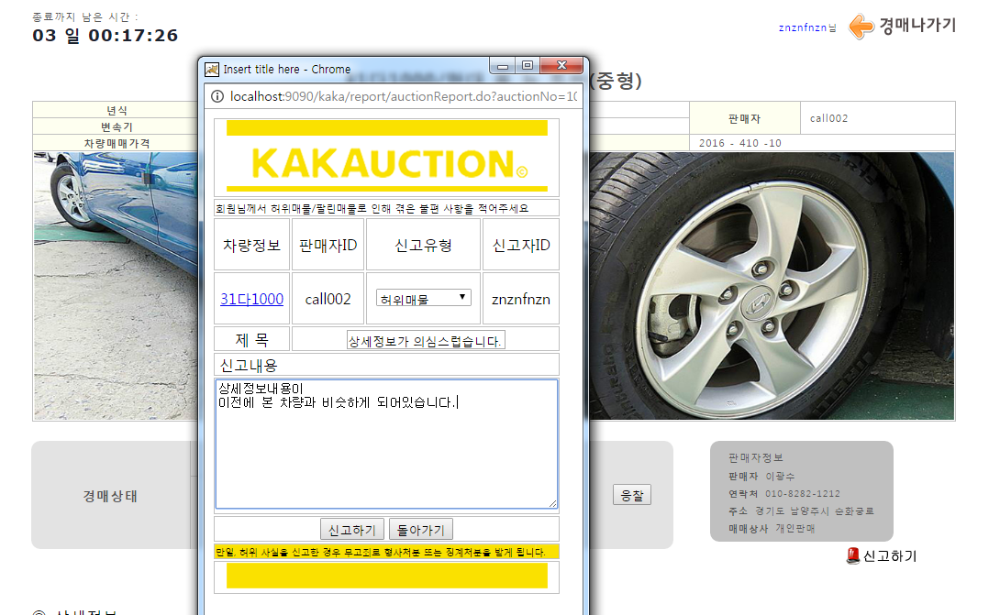 종료까지 남은 시간 :
03 일 00:17:26
znznfnzn님
경매나가기
(중형)
년식
변속기
차량매매가격
판매자
call002
2016 - 410 -10
Insert title here - Chrome
localhost:9090/kaka/report/auctionReport.do?auctionNo=10
KAKAUCTION©
회원님께서 허위매물/팔린매물로 인해 겪은 불편 사항을 적어주세요
차량정보 판매자ID 신고유형 신고자ID
31다1000 call002 허위매물 znznfnzn
제 목 상세정보가 의심스럽습니다.
신고내용
상세정보내용이
이전에 본 차량과 비슷하게 되어있습니다.
신고하기 돌아가기
만일, 허위 사실을 신고한 경우 무고죄로 형사처분 또는 징계처분을 받게 됩니다.
경매상태
응찰
판매자정보
판매자 이광수
연락처 010-8282-1212
주소 경기도 남양주시 순화궁로
매매상사 개인판매
신고하기